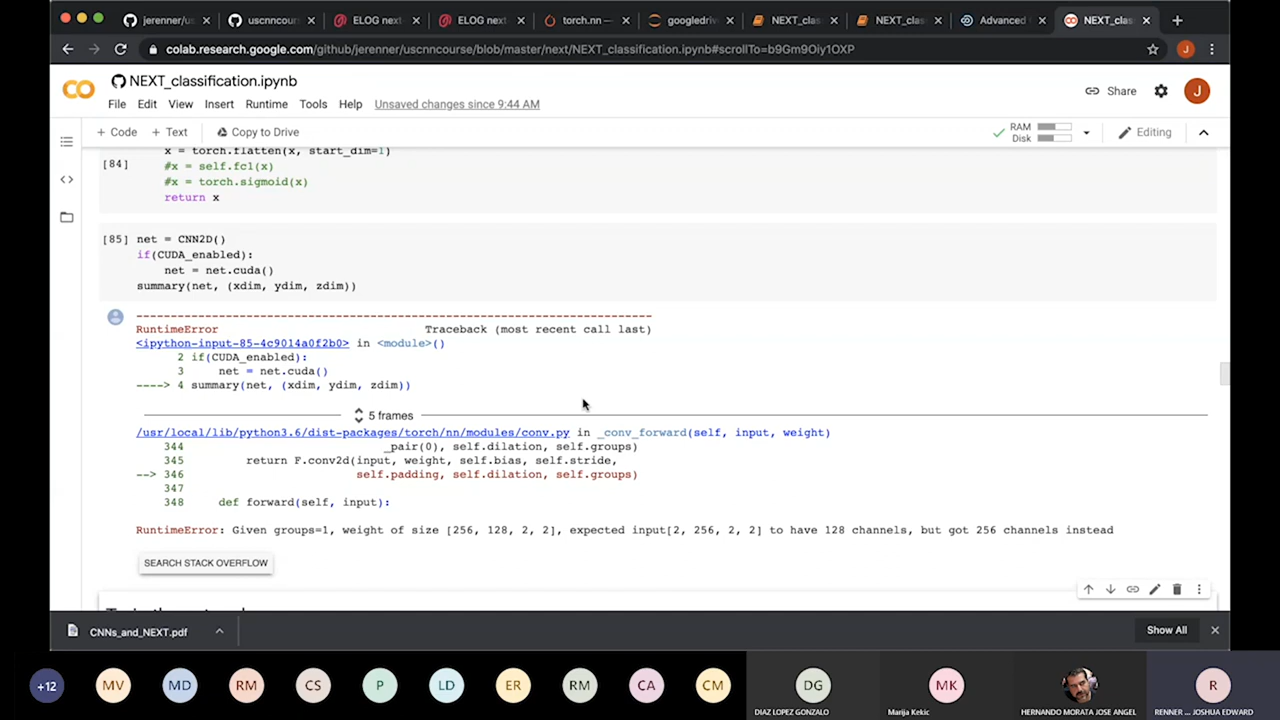 jerenner/us
uscnncours
ELOG next
ELOG next
torch.nn —
googledriv
NEXT_clas
NEXT_clas
Advanced
NEXT_clas
colab.research.google.com/github/jerenner/uscnncourse/blob/master/next/NEXT_classification.ipynb#scrollTo=b9Gm9Oiy1OXP
J
NEXT_classification.ipynb
Share
J
File Edit View Insert Runtime Tools Help Unsaved changes since 9:44 AM
+ Code + Text Copy to Drive
RAM
Disk
Editing
x = torch.flatten(x, start_dim=1)
[84]
#x = self.fc1(x)
#x = torch.sigmoid(x)
return x
[85] net = CNN2D()
if(CUDA_enabled):
net = net.cuda()
summary(net, (xdim, ydim, zdim))
---------------------------------------------------------------------------
RuntimeError Traceback (most recent call last)
<ipython-input-85-4c9014a0f2b0> in <module>()
2 if(CUDA_enabled):
3 net = net.cuda()
----> 4 summary(net, (xdim, ydim, zdim))
5 frames
/usr/local/lib/python3.6/dist-packages/torch/nn/modules/conv.py in _conv_forward(self, input, weight)
344 _pair(0), self.dilation, self.groups)
345 return F.conv2d(input, weight, self.bias, self.stride,
--> 346 self.padding, self.dilation, self.groups)
347
348 def forward(self, input):
RuntimeError: Given groups=1, weight of size [256, 128, 2, 2], expected input[2, 256, 2, 2] to have 128 channels, but got 256 channels instead
SEARCH STACK OVERFLOW
CNNs_and_NEXT.pdf
Show All
+12
MV
MD
RM
CS
P
LD
ER
RM
CA
CM
DG
MK
R
DIAZ LOPEZ GONZALO
Marija Kekic
HERNANDO MORATA JOSE ANGEL
RENNER ... JOSHUA EDWARD